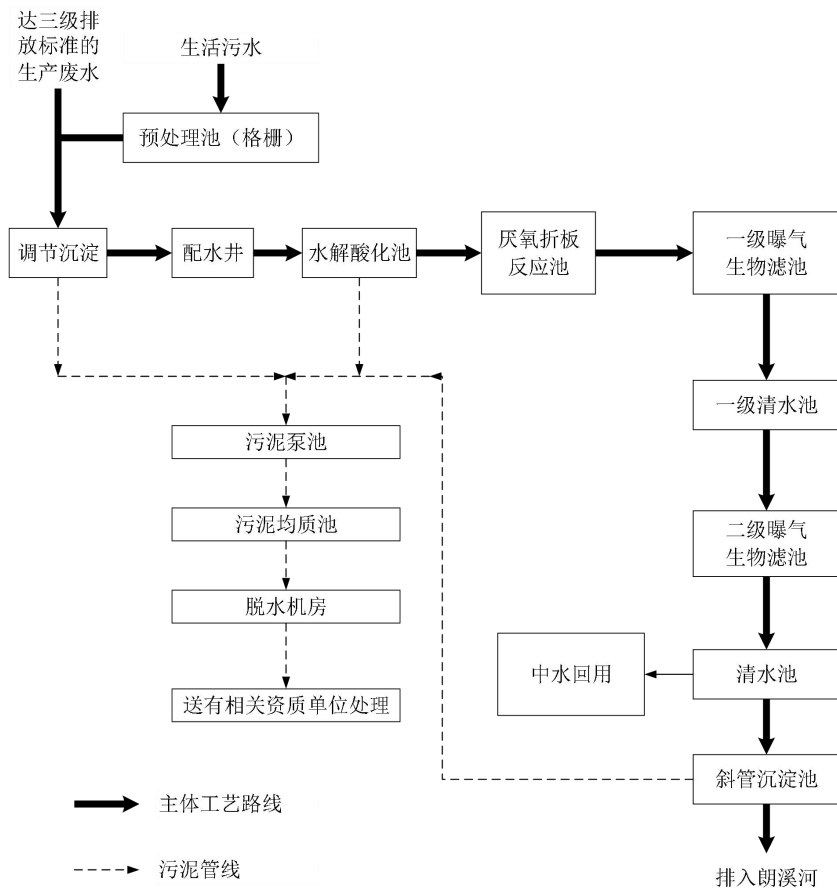 达三级排
放标准的
生产废水
生活污水
预处理池（格栅）
调节沉淀
配水井
水解酸化池
厌氧折板
反应池
一级曝气
生物滤池
一级清水池
污泥泵池
污泥均质池
二级曝气
生物滤池
脱水机房
中水回用
清水池
送有相关资质单位处理
斜管沉淀池
主体工艺路线
污泥管线
排入朗溪河